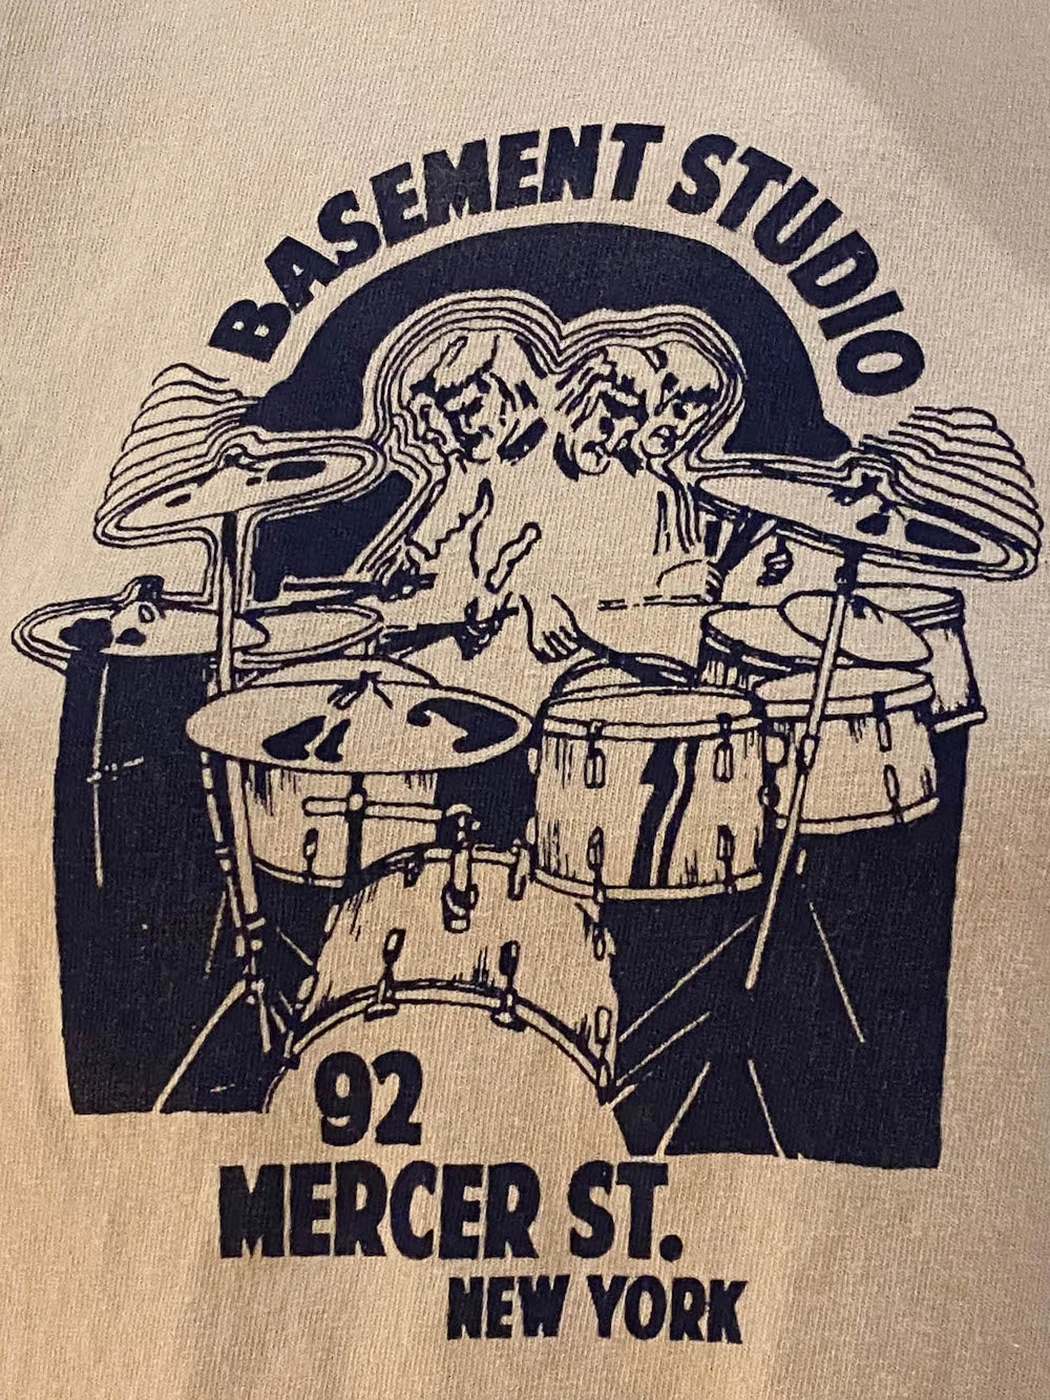 BASEMENT STUDIO
92
MERCER ST.
NEW YORK